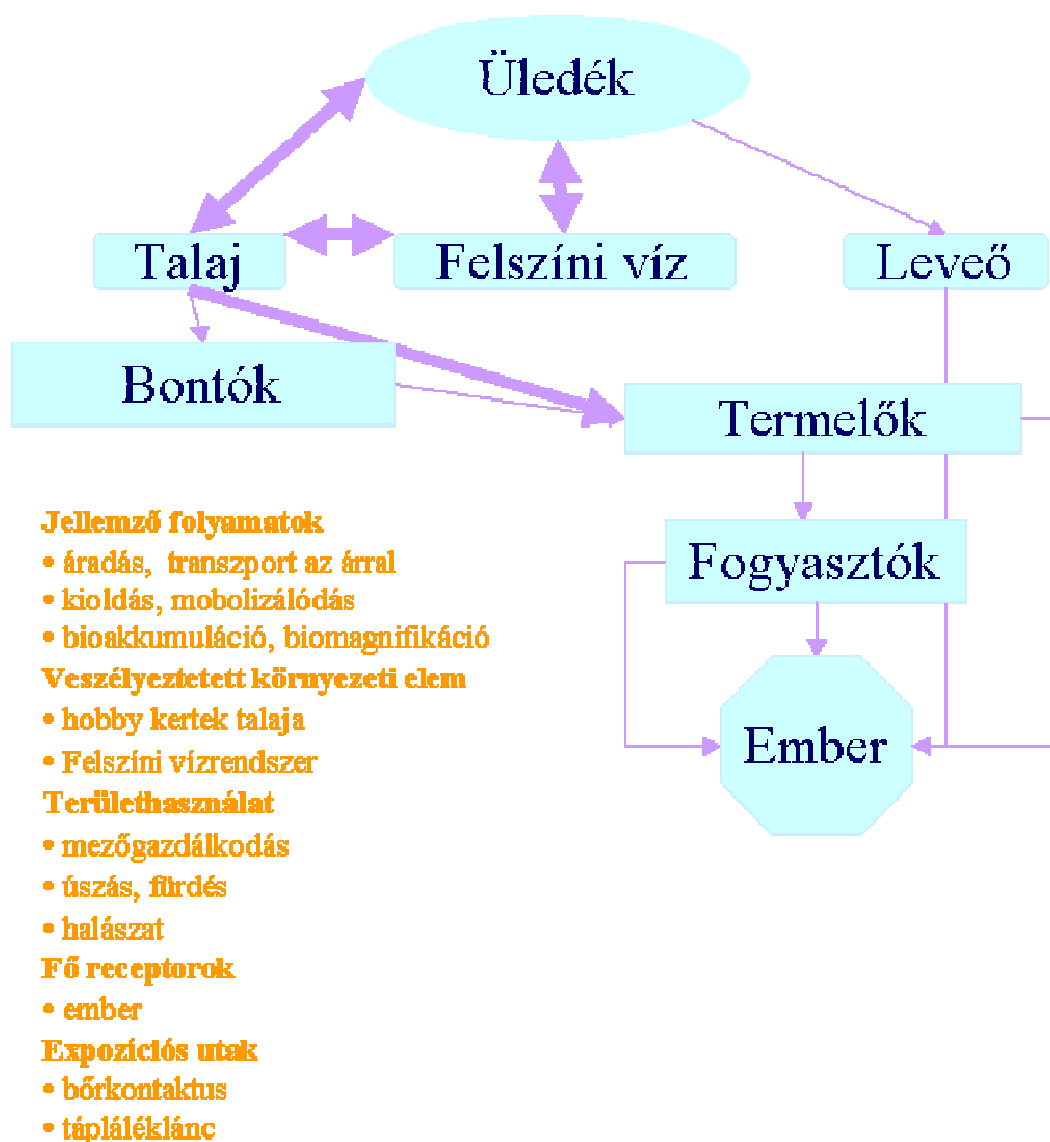 Üledék
Talaj
Felszíni víz
Leveő
Bontók
Termelők
Fogyasztók
Ember
Jellemző folyamatok
• áradás, transzport az árral
• kioldás, mobolizálódás
• bioakkumuláció, biomagnifikáció
Veszélyeztetett környezeti elem
• hobby kertek talaja
• Felszíni vízrendszer
Területhasználat
• mezőgazdálkodás
• úszás, fürdés
• halászat
Fő receptorok
• ember
Expozíciós utak
• bőrkontaktus
• tápláléklánc